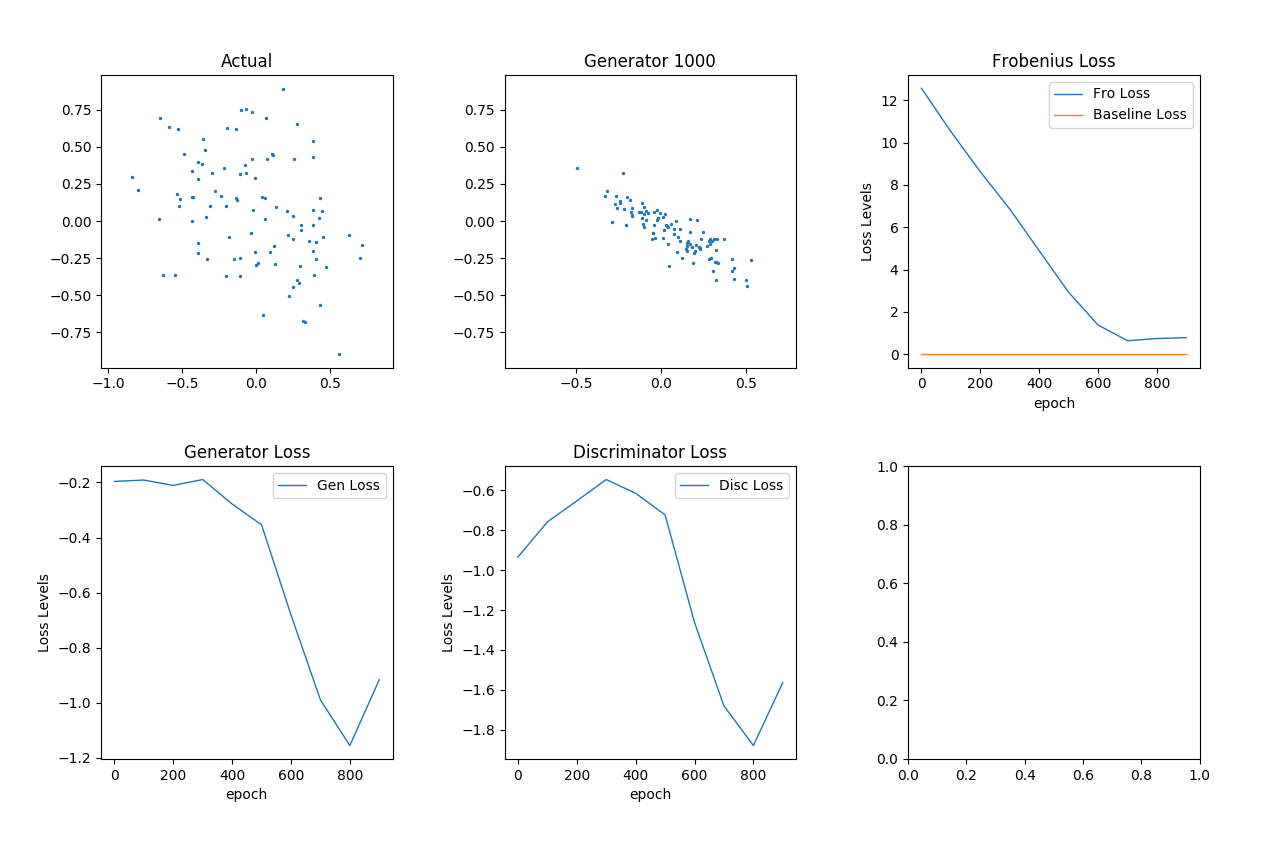 Actual
0.75
0.50
0.25
0.00
−0.25
−0.50
−0.75
−1.0 −0.5 0.0 0.5
Generator 1000
0.75
0.50
0.25
0.00
−0.25
−0.50
−0.75
−0.5 0.0 0.5
Frobenius Loss
Fro Loss
Baseline Loss
Loss Levels
12
10
8
6
4
2
0
0 200 400 600 800
epoch
Generator Loss
Gen Loss
Loss Levels
−0.2
−0.4
−0.6
−0.8
−1.0
−1.2
0 200 400 600 800
epoch
Discriminator Loss
Disc Loss
Loss Levels
−0.6
−0.8
−1.0
−1.2
−1.4
−1.6
−1.8
0 200 400 600 800
epoch
1.0
0.8
0.6
0.4
0.2
0.0
0.0 0.2 0.4 0.6 0.8 1.0